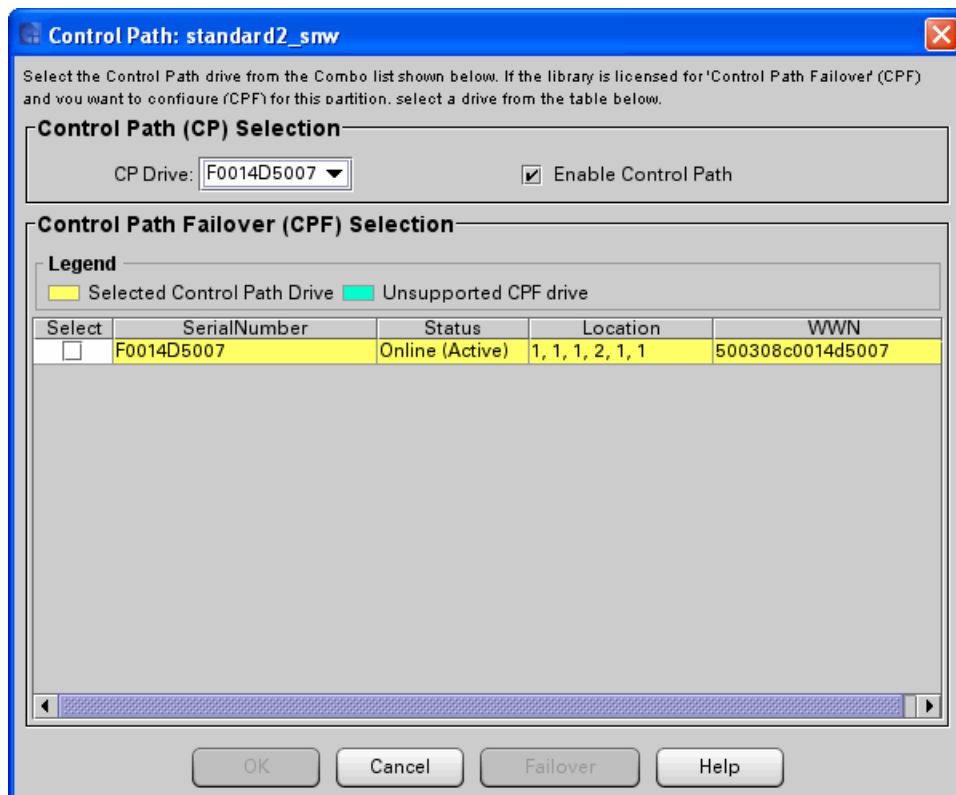 Control Path: standard2_snw
Select the Control Path drive from the Combo list shown below. If the library is licensed for 'Control Path Failover' (CPF)
and you want to configure (CPF) for this partition, select a drive from the table below.
Control Path (CP) Selection
CP Drive: F0014D5007 Enable Control Path
Control Path Failover (CPF) Selection
Legend
Selected Control Path Drive Unsupported CPF drive
Select SerialNumber Status Location WWN
F0014D5007 Online (Active) 1, 1, 1, 2, 1, 1 500308c0014d5007
OK Cancel Failover Help